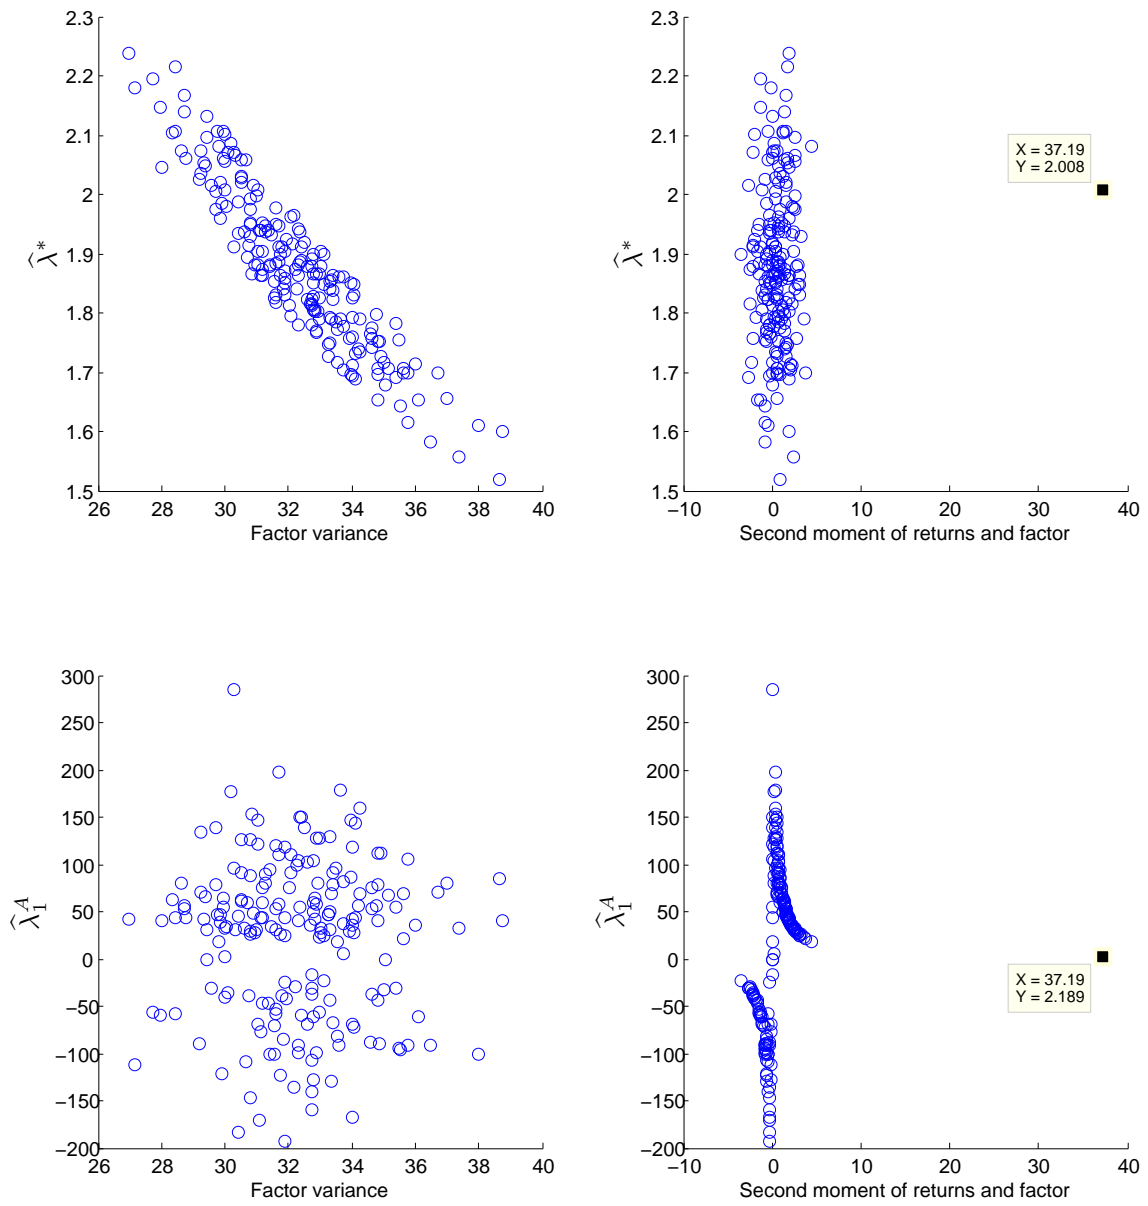 2.3
2.2
2.1
2
1.9
1.8
1.7
1.6
1.5
λ̂*
26 28 30 32 34 36 38 40
Factor variance
2.3
2.2
2.1
2
1.9
1.8
1.7
1.6
1.5
λ̂*
X = 37.19
Y = 2.008
−10 0 10 20 30 40
Second moment of returns and factor
300
250
200
150
100
50
0
−50
−100
−150
−200
λ̂₁ᴬ
26 28 30 32 34 36 38 40
Factor variance
300
250
200
150
100
50
0
−50
−100
−150
−200
λ̂₁ᴬ
X = 37.19
Y = 2.189
−10 0 10 20 30 40
Second moment of returns and factor